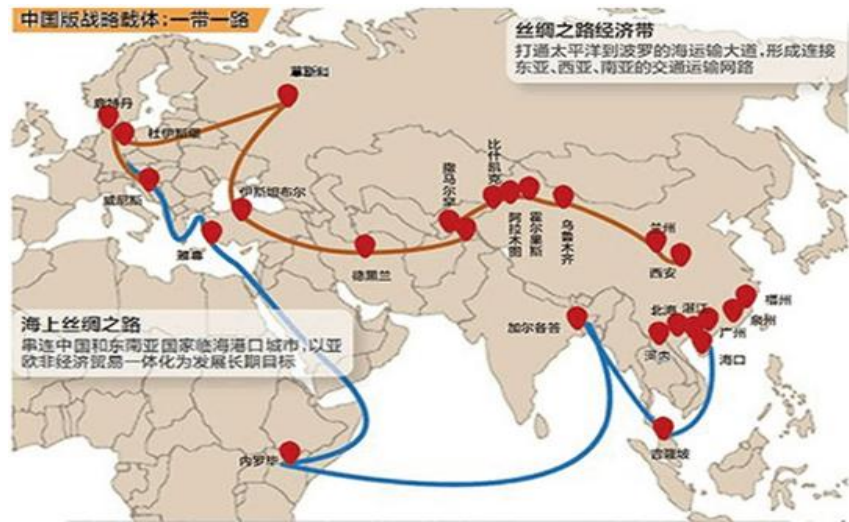 中国版战略载体：一带一路
丝绸之路经济带
打通太平洋到波罗的海运输大道，形成连接
东亚、西亚、南亚的交通运输网路
莫斯科
鹿特丹
杜伊斯堡
威尼斯
伊斯坦布尔
雅典
德黑兰
撒马尔罕
比什凯克
阿拉木图
霍尔果斯
乌鲁木齐
兰州
西安
海上丝绸之路
串连中国和东南亚国家临海港口城市，以亚
欧非经济贸易一体化为发展长期目标
加尔各答
北海
湛江
福州
泉州
广州
海口
河内
吉隆坡
内罗毕